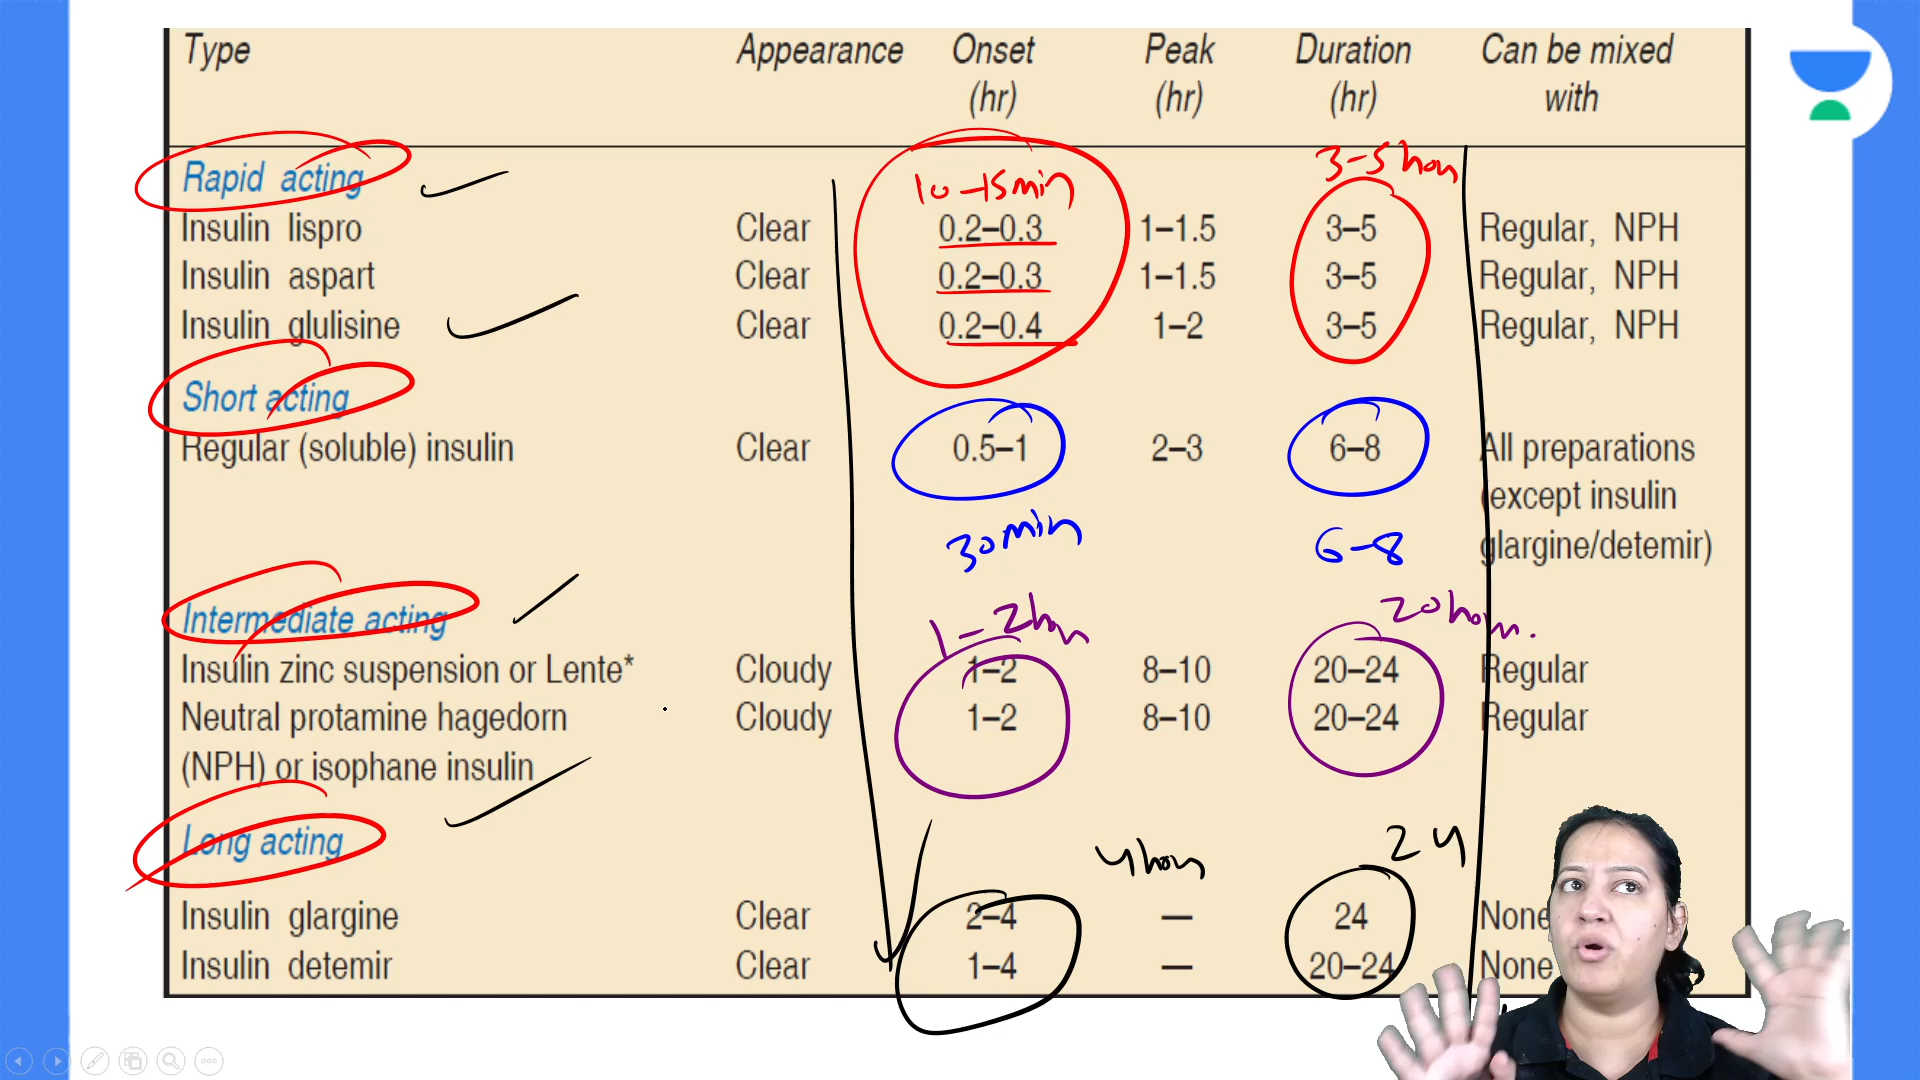 Type Appearance Onset Peak Duration Can be mixed
(hr) (hr) (hr) with
3-5 hou
Rapid acting 10-15 min
Insulin lispro Clear 0.2–0.3 1–1.5 3–5 Regular, NPH
Insulin aspart Clear 0.2–0.3 1–1.5 3–5 Regular, NPH
Insulin glulisine Clear 0.2–0.4 1–2 3–5 Regular, NPH
Short acting
Regular (soluble) insulin Clear 0.5–1 2–3 6–8 All preparations
(except insulin
30 min 6-8 glargine/detemir)
Intermediate acting 1-2 hou 20 hou.
Insulin zinc suspension or Lente* Cloudy 1–2 8–10 20–24 Regular
Neutral protamine hagedorn Cloudy 1–2 8–10 20–24 Regular
(NPH) or isophane insulin
Long acting 4 hou 24
Insulin glargine Clear 2–4 — 24 None
Insulin detemir Clear 1–4 — 20–24 None